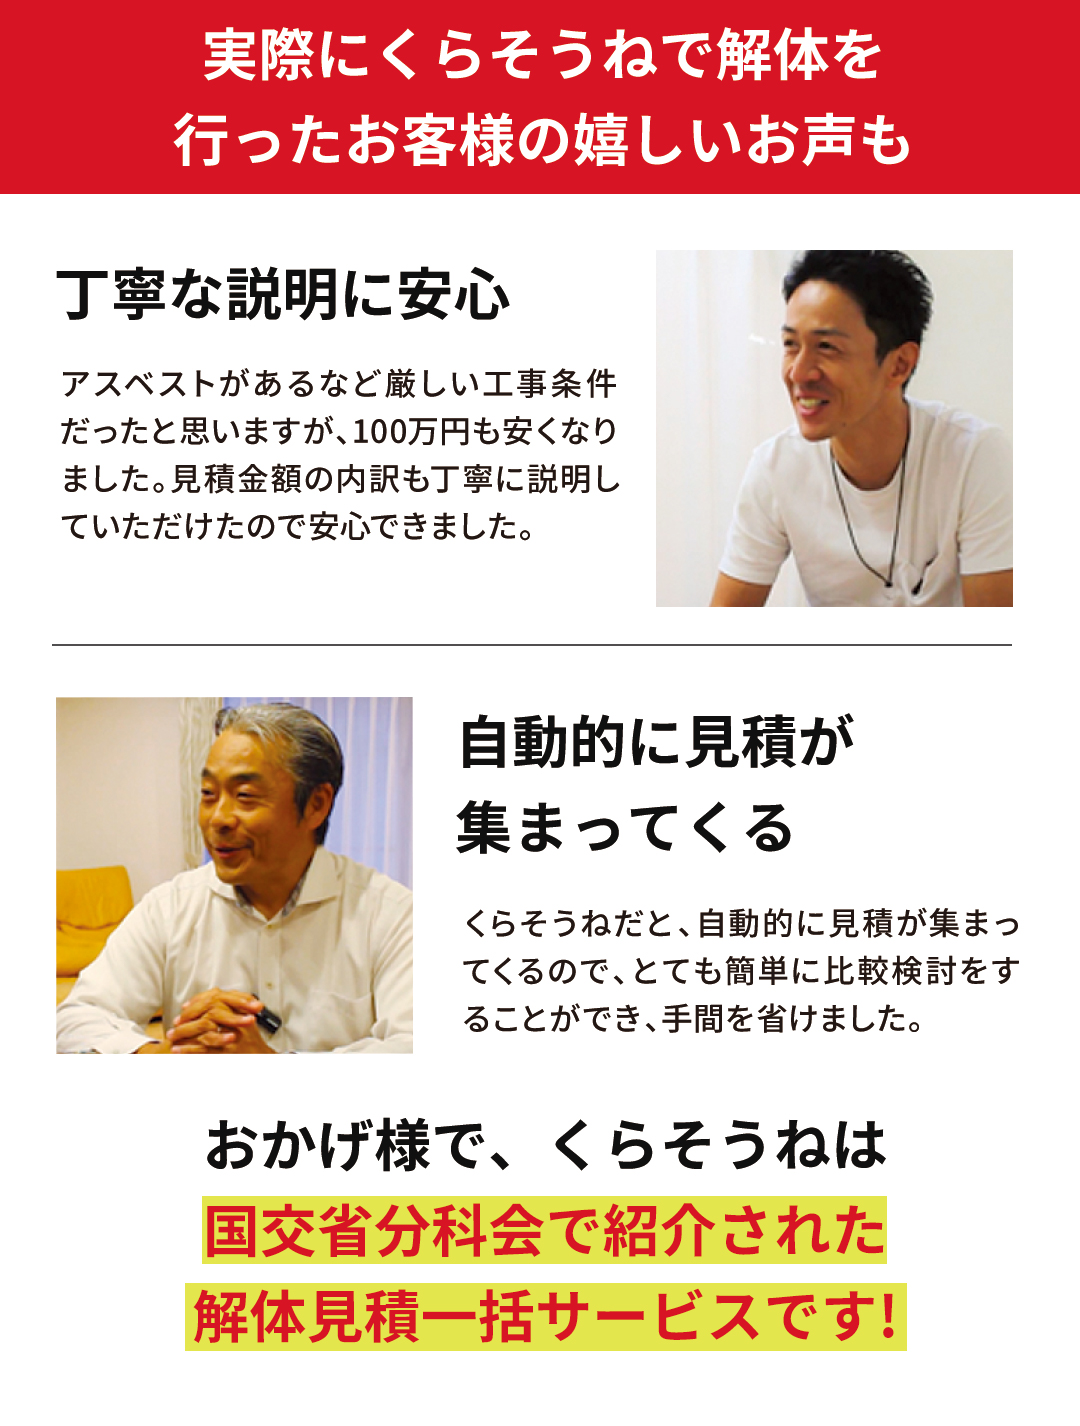 実際にくらそうねで解体を
行ったお客様の嬉しいお声も
丁寧な説明に安心
アスベストがあるなど厳しい工事条件
だったと思いますが、100万円も安くなり
ました。見積金額の内訳も丁寧に説明し
ていただけたので安心できました。
自動的に見積が
集まってくる
くらそうねだと、自動的に見積が集まっ
てくるので、とても簡単に比較検討をす
ることができ、手間を省けました。
おかげ様で、くらそうねは
国交省分科会で紹介された
解体見積一括サービスです!